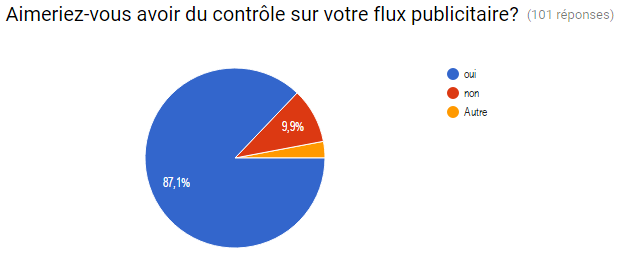 Aimeriez-vous avoir du contrôle sur votre flux publicitaire? (101 réponses)
oui
non
Autre
9,9%
87,1%